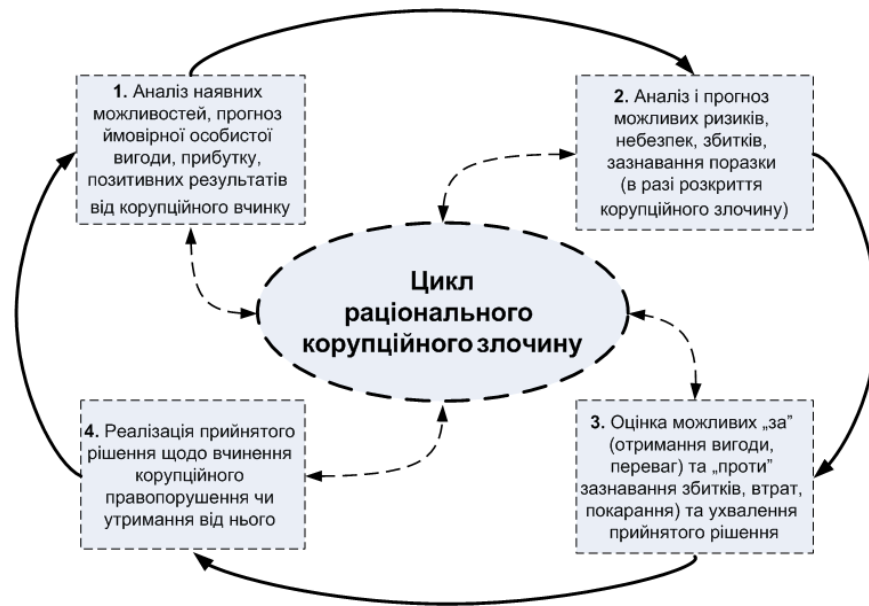 1. Аналіз наявних
можливостей, прогноз
ймовірної особистої
вигоди, прибутку,
позитивних результатів
від корупційного вчинку
2. Аналіз і прогноз
можливих ризиків,
небезпек, збитків,
зазнавання поразки
(в разі розкриття
корупційного злочину)
Цикл
раціонального
корупційного злочину
3. Оцінка можливих „за”
(отримання вигоди,
переваг) та „проти”
зазнавання збитків, втрат,
покарання) та ухвалення
прийнятого рішення
4. Реалізація прийнятого
рішення щодо вчинення
корупційного
правопорушення чи
утримання від нього